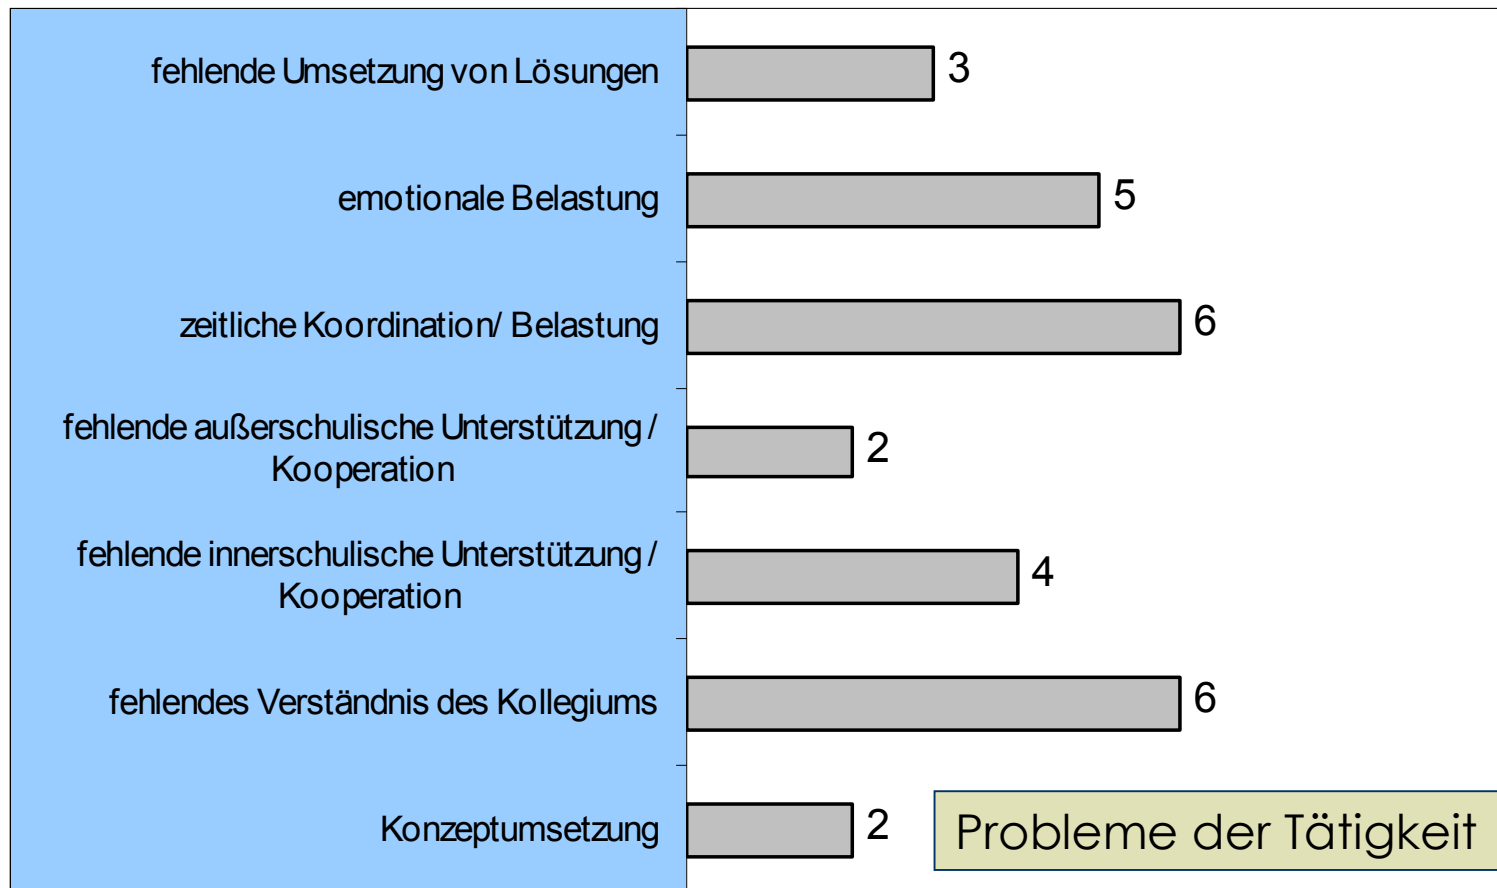 fehlende Umsetzung von Lösungen 3
emotionale Belastung 5
zeitliche Koordination/ Belastung 6
fehlende außerschulische Unterstützung /
Kooperation 2
fehlende innerschulische Unterstützung /
Kooperation 4
fehlendes Verständnis des Kollegiums 6
Konzeptumsetzung 2
Probleme der Tätigkeit